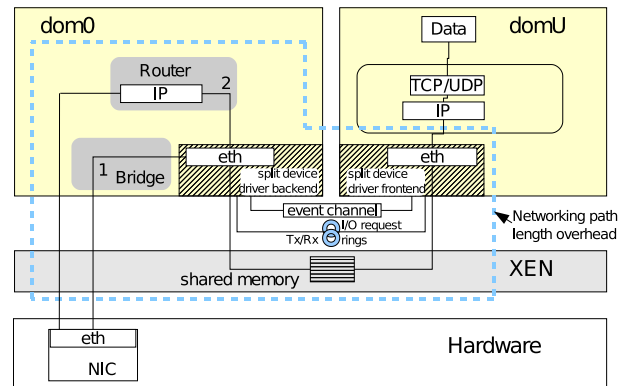 dom0
domU
Data
Router
2
IP
TCP/UDP
IP
1
Bridge
eth
eth
split device
driver backend
split device
driver frontend
event channel
I/O request
Tx/Rx
rings
Networking path
length overhead
XEN
shared memory
eth
NIC
Hardware